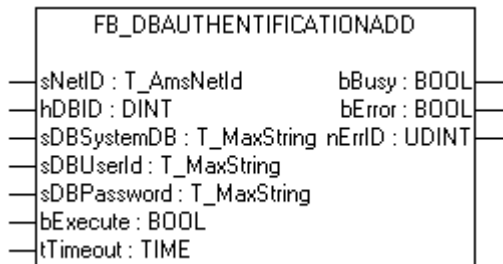 FB_DBAUTHENTIFICATIONADD
sNetID : T_AmsNetId bBusy : BOOL
hDBID : DINT bError : BOOL
sDBSystemDB : T_MaxString nErrID : UDINT
sDBUserId : T_MaxString
sDBPassword : T_MaxString
bExecute : BOOL
tTimeout : TIME